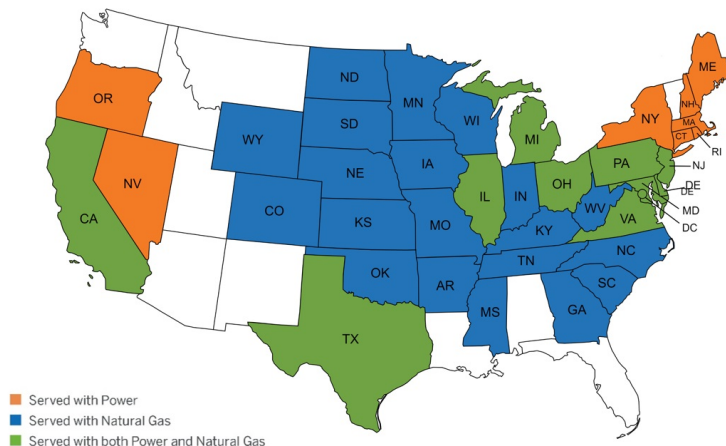 ME
ND
MN
OR
NH
WI
NY
MA
SD
WY
MI
CT
RI
IA
PA
NJ
NE
OH
DE
DE
NV
IL
IN
MD
CO
WV
CA
VA
KS
MO
DC
KY
NC
TN
OK
AR
SC
MS
GA
TX
Served with Power
Served with Natural Gas
Served with both Power and Natural Gas